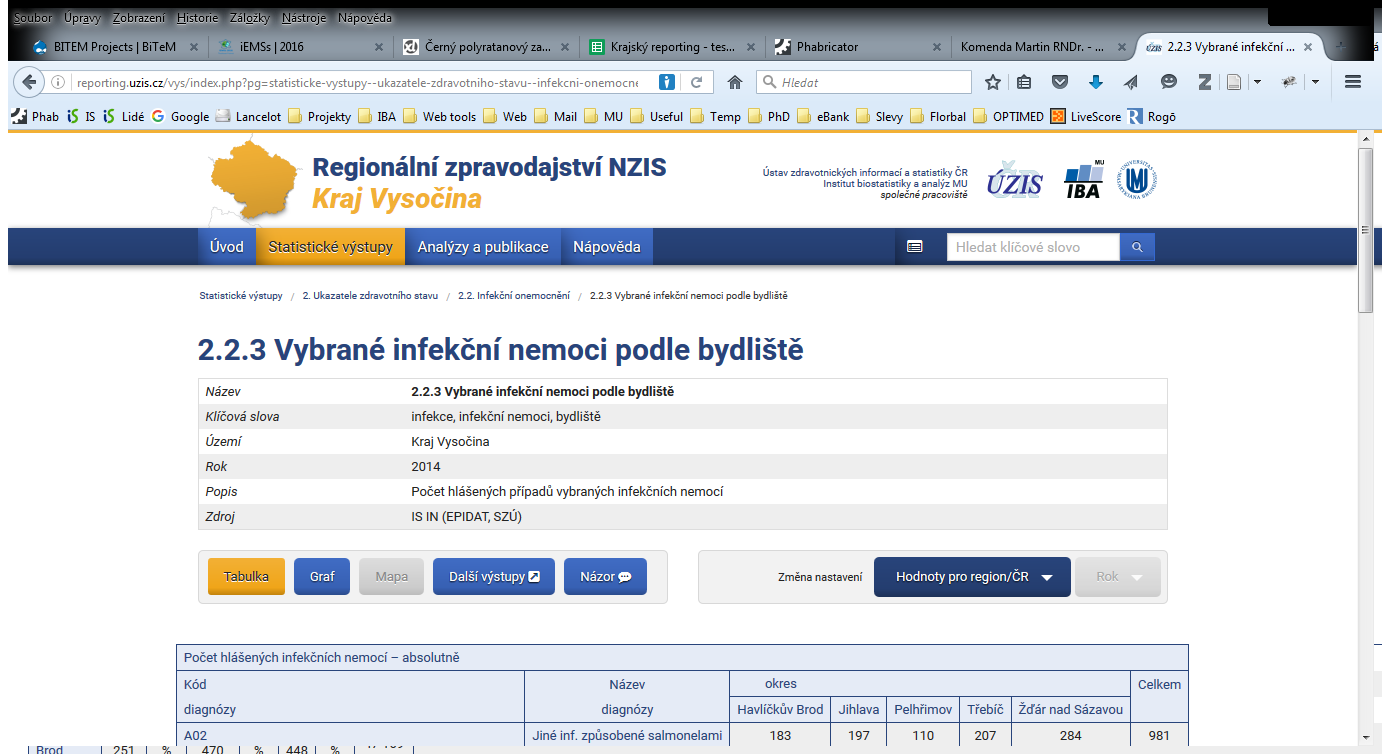 Soubor Úpravy Zobrazení Historie Záložky Nástroje Nápověda
BITEM Projects | BiTeM × iEMSs | 2016 × Černý polyratanový za... × Krajský reporting - tes... × Phabricator × Komenda Martin RNDr. - ... × 2.2.3 Vybrané infekční ... ×
reporting.uzis.cz/vys/index.php?pg=statisticke-vystupy--ukazatele-zdravotniho-stavu--infekcni-onemocne
Hledat
Phab IS Lidé Google Lancelot Projekty IBA Web tools Web Mail MU Useful Temp PhD eBank Slevy Florbal OPTIMED LiveScore Rogō
Regionální zpravodajství NZIS
Kraj Vysočina
Ústav zdravotnických informací a statistiky ČR
Institut biostatistiky a analýz MU
společné pracoviště
ÚZIS
MU
IBA
Úvod Statistické výstupy Analýzy a publikace Nápověda
Hledat klíčové slovo
Statistické výstupy / 2. Ukazatele zdravotního stavu / 2.2. Infekční onemocnění / 2.2.3 Vybrané infekční nemoci podle bydliště
2.2.3 Vybrané infekční nemoci podle bydliště
Název 2.2.3 Vybrané infekční nemoci podle bydliště
Klíčová slova infekce, infekční nemoci, bydliště
Území Kraj Vysočina
Rok 2014
Popis Počet hlášených případů vybraných infekčních nemocí
Zdroj IS IN (EPIDAT, SZÚ)
Tabulka Graf Mapa Další výstupy Názor
Změna nastavení Hodnoty pro region/ČR Rok
Počet hlášených infekčních nemocí – absolutně
Kód Název okres Celkem
diagnózy diagnózy Havlíčkův Brod Jihlava Pelhřimov Třebíč Žďár nad Sázavou
A02 Jiné inf. způsobené salmonelami 183 197 110 207 284 981
Brod 251 % 470 % 448 %